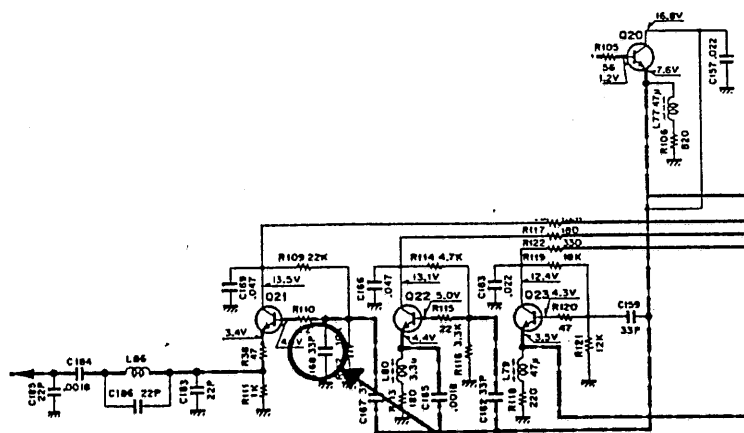 16.8V
Q20
R105
56
1.2V
7.6V
C157 .022
L77 47µ
R106
820
R117 180
R122 330
R109 22K
R114 4.7K
R119 18K
C169
.047
13.5V
C166
.047
13.1V
C163
.022
12.4V
Q21
R110
Q22
5.0V
R115
22
Q23
4.3V
R120
47
C159
33P
3.4V
4.4V
3.5V
R38
47
168 33P
L80
3.3µ
R116 3.3K
L79
47µ
R121
12K
C184
.0018
L86
C183
22P
C186 22P
C183
22P
R111
1K
C167
180
C165
.0018
C162 33P
R118
220